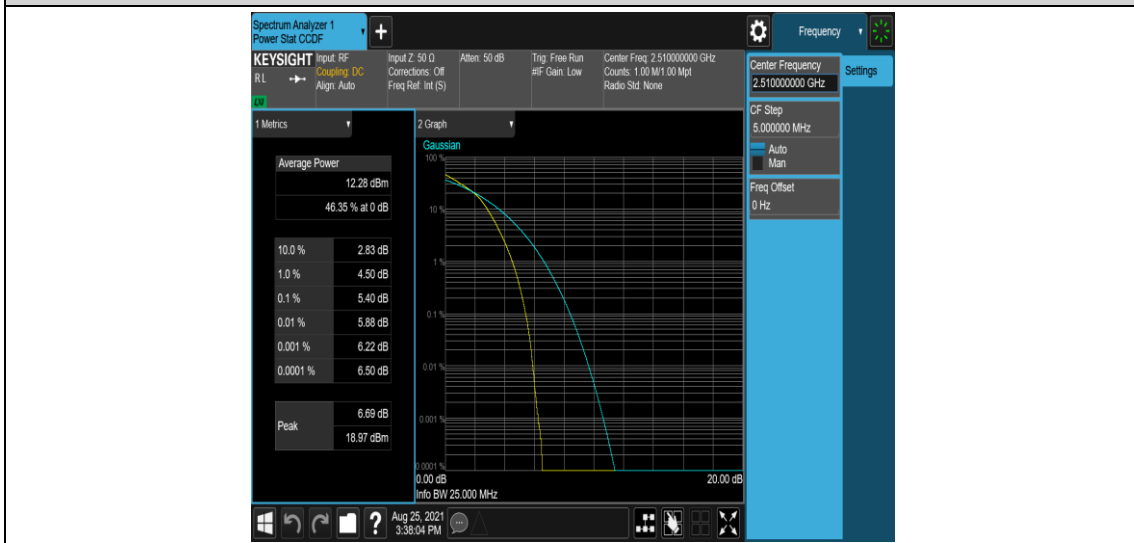 Spectrum Analyzer 1
Power Stat CCDF
+
Frequency
KEYSIGHT
RL
Input: RF
Coupling: DC
Align: Auto
Input Z: 50 Ω
Corrections: Off
Freq Ref: Int (S)
Atten: 50 dB
Trig: Free Run
#IF Gain: Low
Center Freq: 2.510000000 GHz
Counts: 1.00 M/1.00 Mpt
Radio Std: None
Center Frequency
2.510000000 GHz
Settings
CF Step
5.000000 MHz
Auto
Man
Freq Offset
0 Hz
1 Metrics
Average Power
12.28 dBm
46.35 % at 0 dB
10.0 % 2.83 dB
1.0 % 4.50 dB
0.1 % 5.40 dB
0.01 % 5.88 dB
0.001 % 6.22 dB
0.0001 % 6.50 dB
Peak
6.69 dB
18.97 dBm
2 Graph
Gaussian
100 %
10 %
1 %
0.1 %
0.01 %
0.001 %
0.0001 %
0.00 dB
20.00 dB
Info BW 25.000 MHz
?
Aug 25, 2021
3:38:04 PM